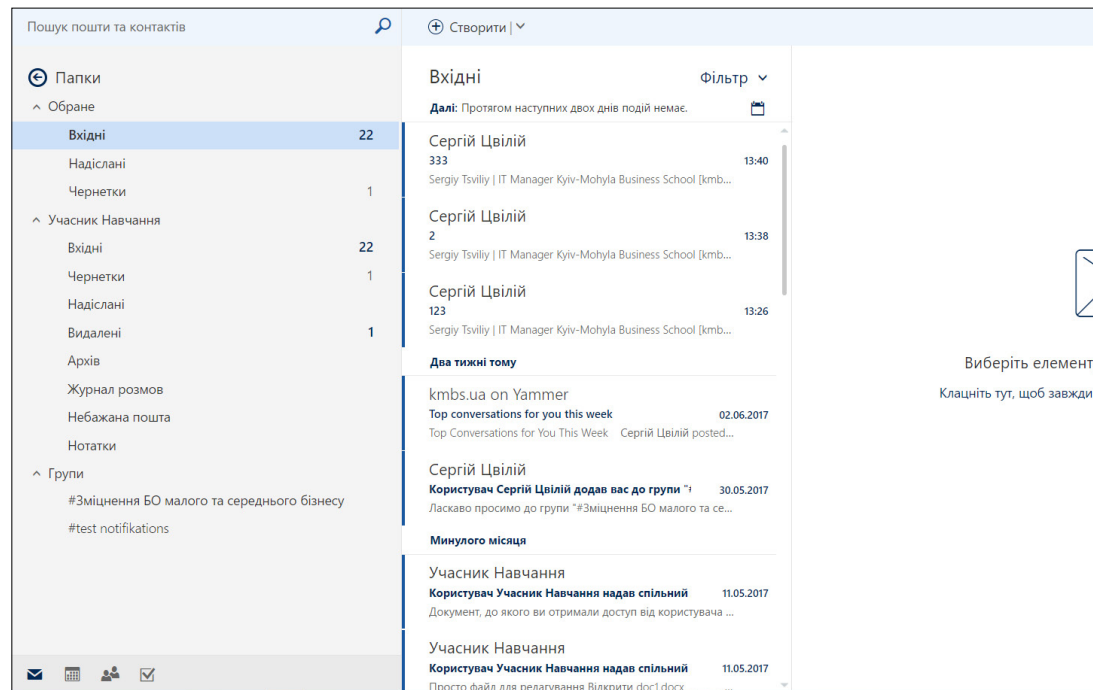 Пошук пошти та контактів
Створити
Папки
Обране
Вхідні 22
Надіслані
Чернетки 1
Учасник Навчання
Вхідні 22
Чернетки 1
Надіслані
Видалені 1
Архів
Журнал розмов
Небажана пошта
Нотатки
Групи
#Зміцнення БО малого та середнього бізнесу
#test notifikations
Вхідні Фільтр
Далі: Протягом наступних двох днів подій немає.
Сергій Цвілій
333 13:40
Sergiy Tsviliy | IT Manager Kyiv-Mohyla Business School [kmb...
Сергій Цвілій
2 13:38
Sergiy Tsviliy | IT Manager Kyiv-Mohyla Business School [kmb...
Сергій Цвілій
123 13:26
Sergiy Tsviliy | IT Manager Kyiv-Mohyla Business School [kmb...
Два тижні тому
kmbs.ua on Yammer
Top conversations for you this week 02.06.2017
Top Conversations for You This Week Сергій Цвілій posted...
Сергій Цвілій
Користувач Сергій Цвілій додав вас до групи "# 30.05.2017
Ласкаво просимо до групи "#Зміцнення БО малого та се...
Минулого місяця
Учасник Навчання
Користувач Учасник Навчання надав спільний 11.05.2017
Документ, до якого ви отримали доступ від користувача ...
Учасник Навчання
Користувач Учасник Навчання надав спільний 11.05.2017
Просто файл для редагування Відкрити doc1.docx
Виберіть елемент
Клацніть тут, щоб завжди